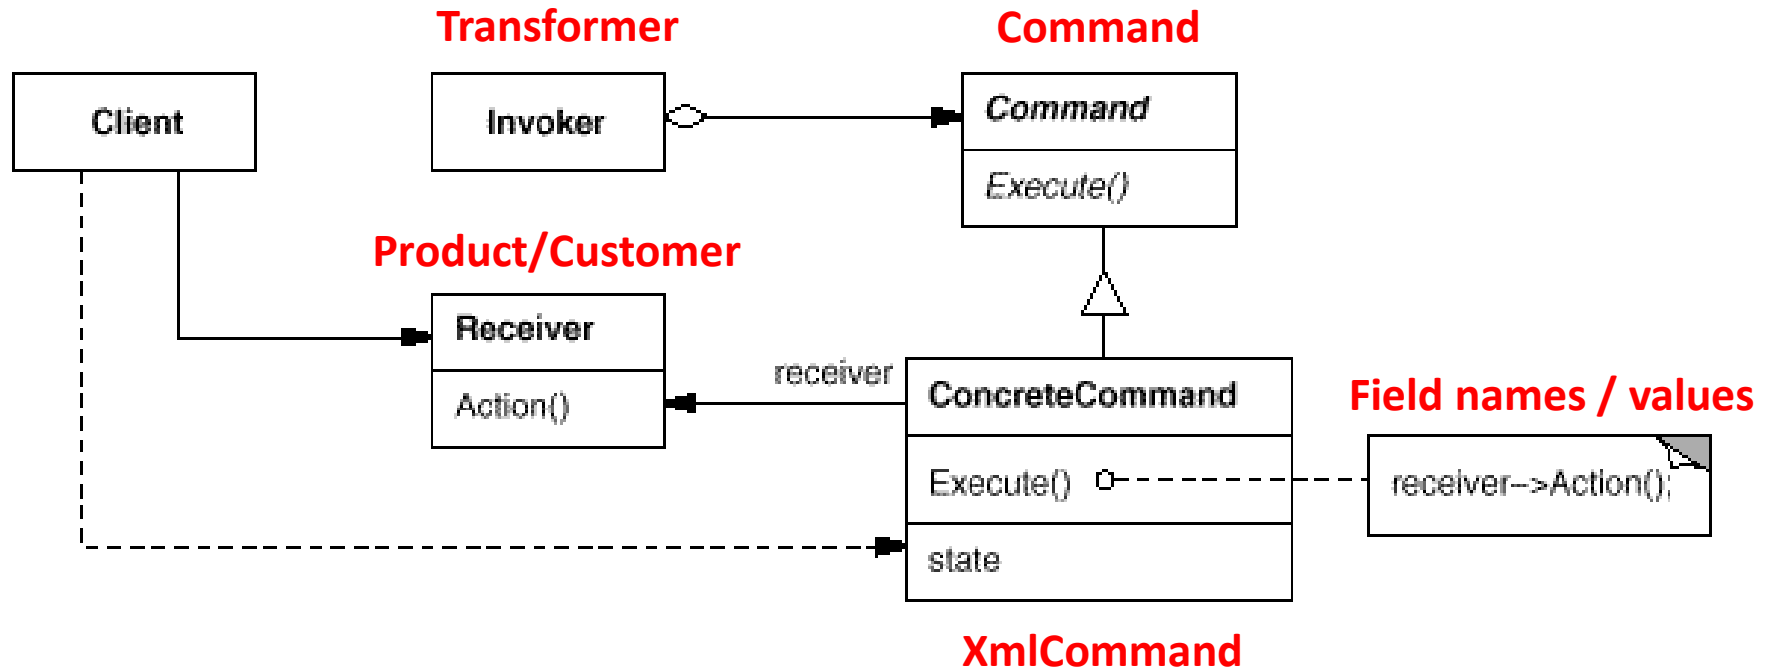 Transformer
Command
Client
Invoker
Command
Execute()
Product/Customer
Receiver
Action()
receiver
ConcreteCommand
Execute()
state
Field names / values
receiver-->Action();
XmlCommand